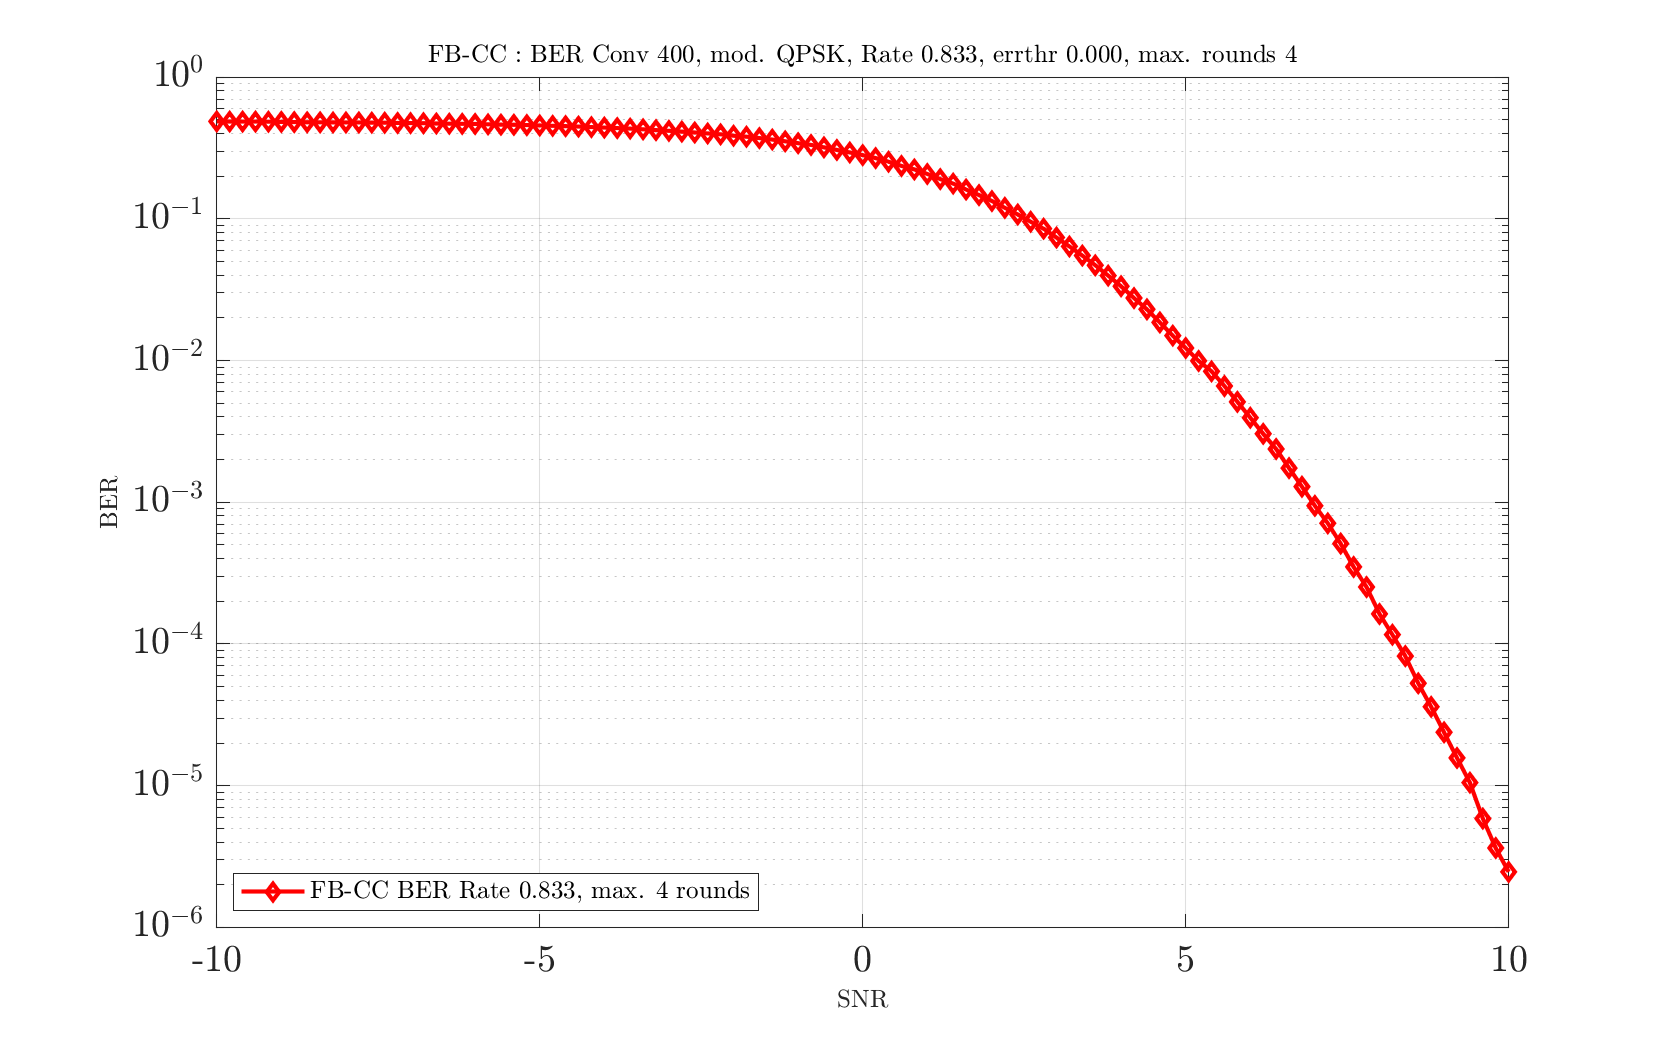 FB-CC : BER Conv 400, mod. QPSK, Rate 0.833, errthr 0.000, max. rounds 4
10^0
10^-1
10^-2
10^-3
10^-4
10^-5
10^-6
BER
FB-CC BER Rate 0.833, max. 4 rounds
-10 -5 0 5 10
SNR